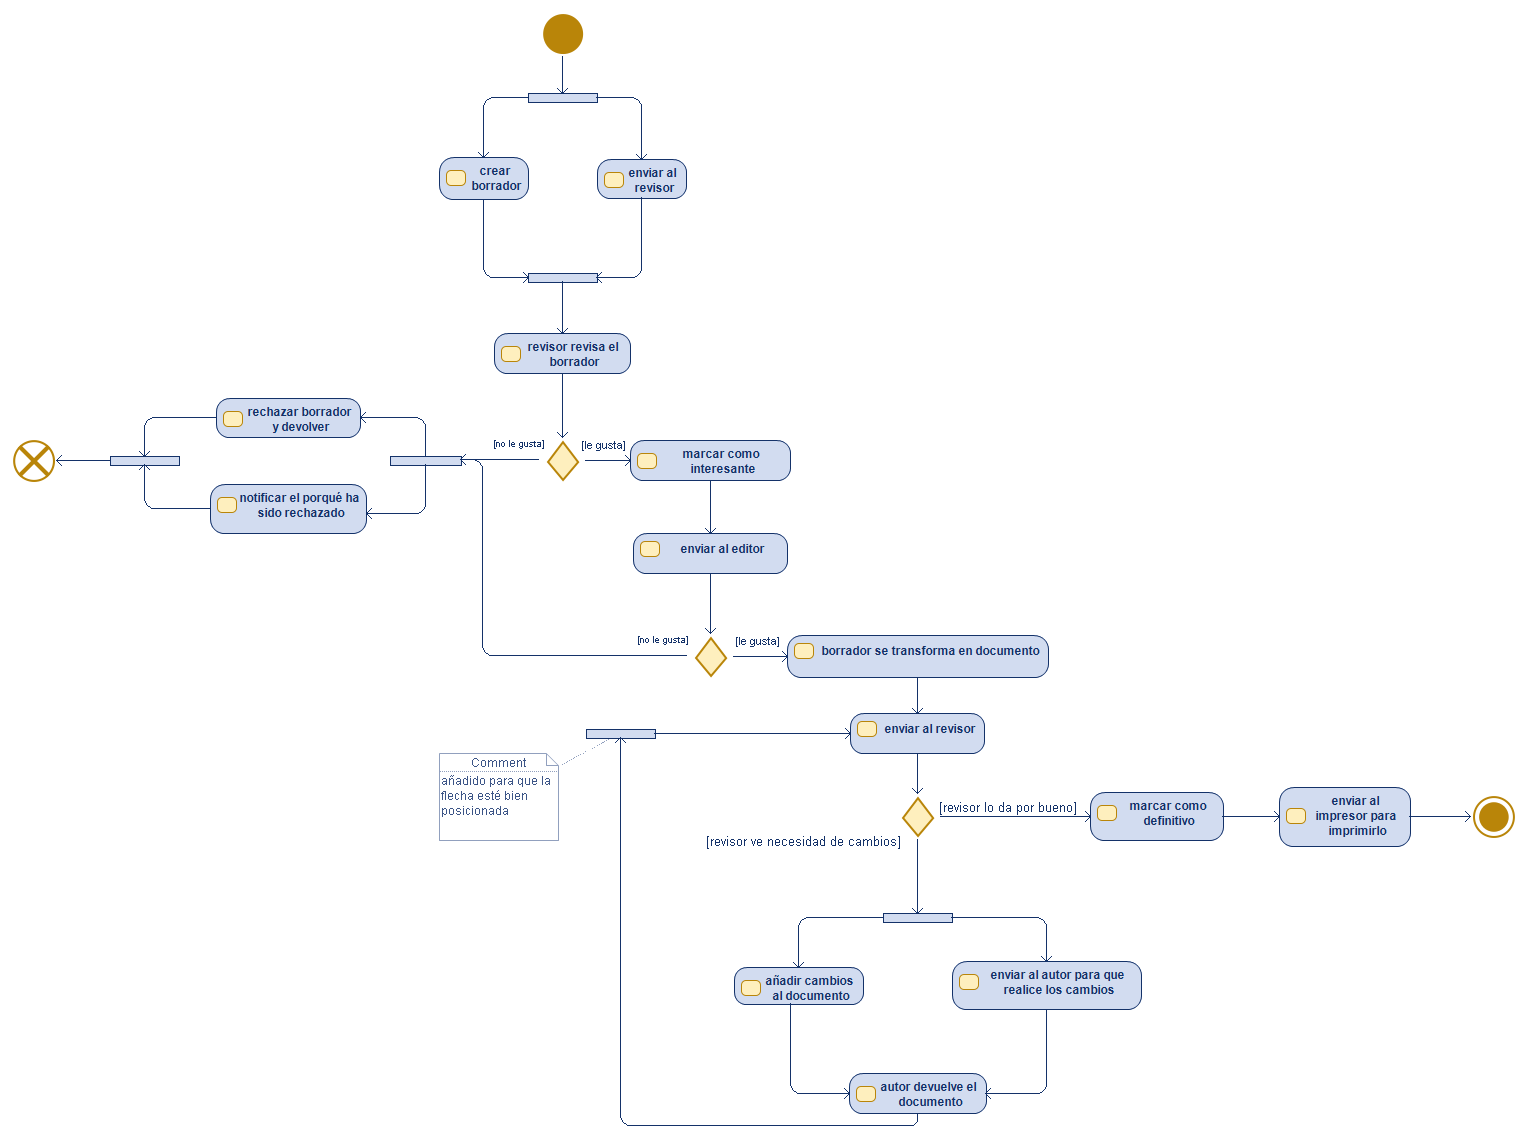 crear
borrador
enviar al
revisor
revisor revisa el
borrador
rechazar borrador
y devolver
[no le gusta]
[le gusta]
marcar como
interesante
notificar el porqué ha
sido rechazado
enviar al editor
[no le gusta]
[le gusta]
borrador se transforma en documento
enviar al revisor
Comment
añadido para que la
flecha esté bien
posicionada
[revisor lo da por bueno]
marcar como
definitivo
enviar al
impresor para
imprimirlo
[revisor ve necesidad de cambios]
añadir cambios
al documento
enviar al autor para que
realice los cambios
autor devuelve el
documento